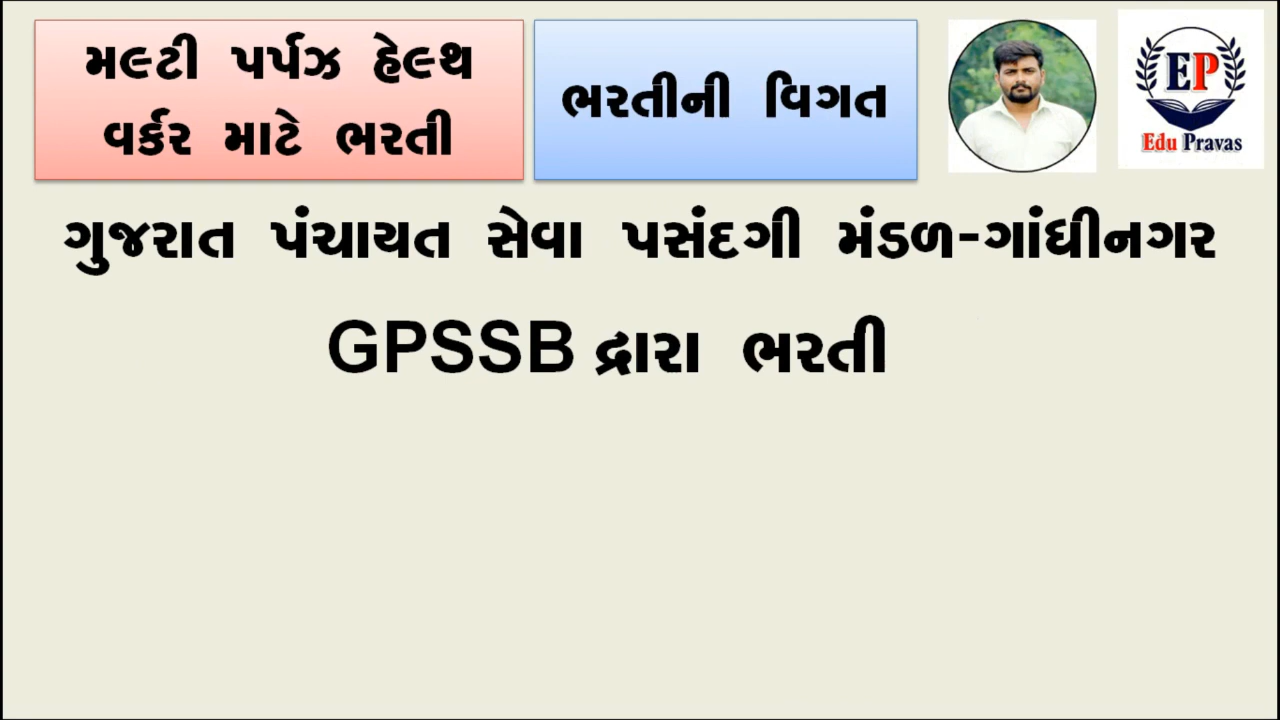 મલ્ટી પર્પઝ હેલ્થ
વર્કર માટે ભરતી
ભરતીની વિગત
EP
Edu Pravas
ગુજરાત પંચાયત સેવા પસંદગી મંડળ-ગાંધીનગર
GPSSB દ્વારા ભરતી